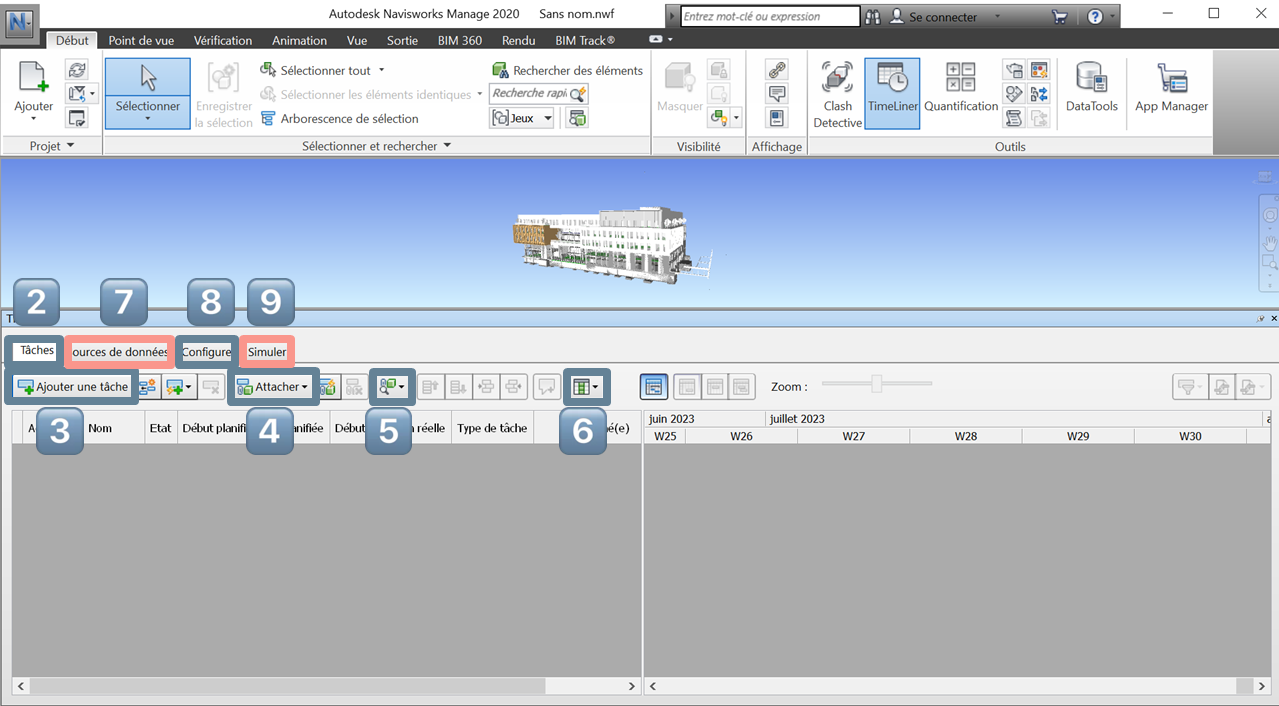 Autodesk Navisworks Manage 2020 Sans nom.nwf
Entrez mot-clé ou expression
Se connecter
N
Début Point de vue Vérification Animation Vue Sortie BIM 360 Rendu BIM Track®
Ajouter
Projet
Sélectionner
Enregistrer
la sélection
Sélectionner tout
Sélectionner les éléments identiques
Arborescence de sélection
Rechercher des éléments
Recherche rapi
Jeux
Sélectionner et rechercher
Masquer
Visibilité
Affichage
Clash
Detective
TimeLiner
Quantification
DataTools
App Manager
Outils
2 7 8 9
Tâches ources de données Configure Simuler
Ajouter une tâche Attacher Zoom :
3 4 5 6
Nom Etat Début planifi nifiée Début n réelle Type de tâche é(e)
juin 2023 juillet 2023
W25 W26 W27 W28 W29 W30